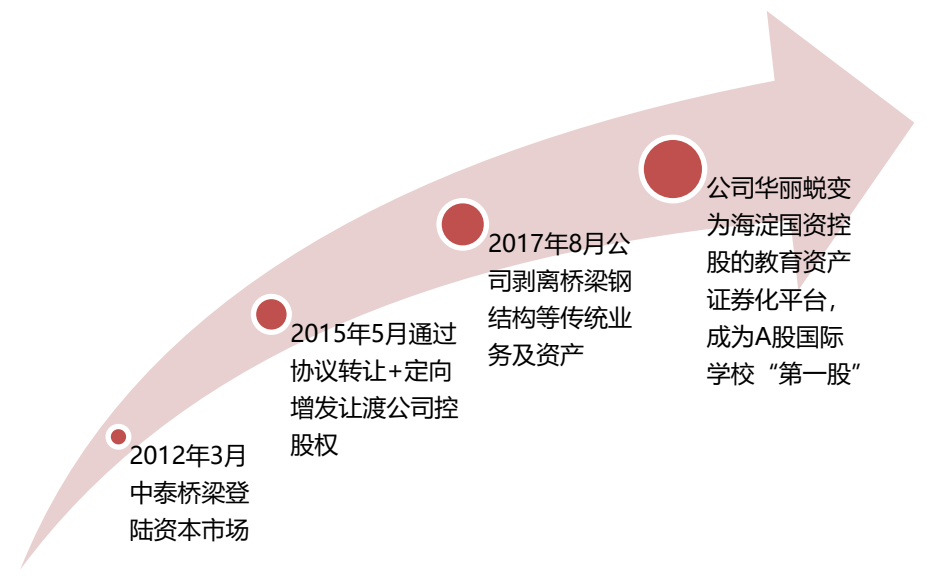 2012年3月
中泰桥梁登
陆资本市场
2015年5月通过
协议转让+定向
增发让渡公司控
股权
2017年8月公
司剥离桥梁钢
结构等传统业
务及资产
公司华丽蜕变
为海淀国资控
股的教育资产
证券化平台，
成为A股国际
学校“第一股”